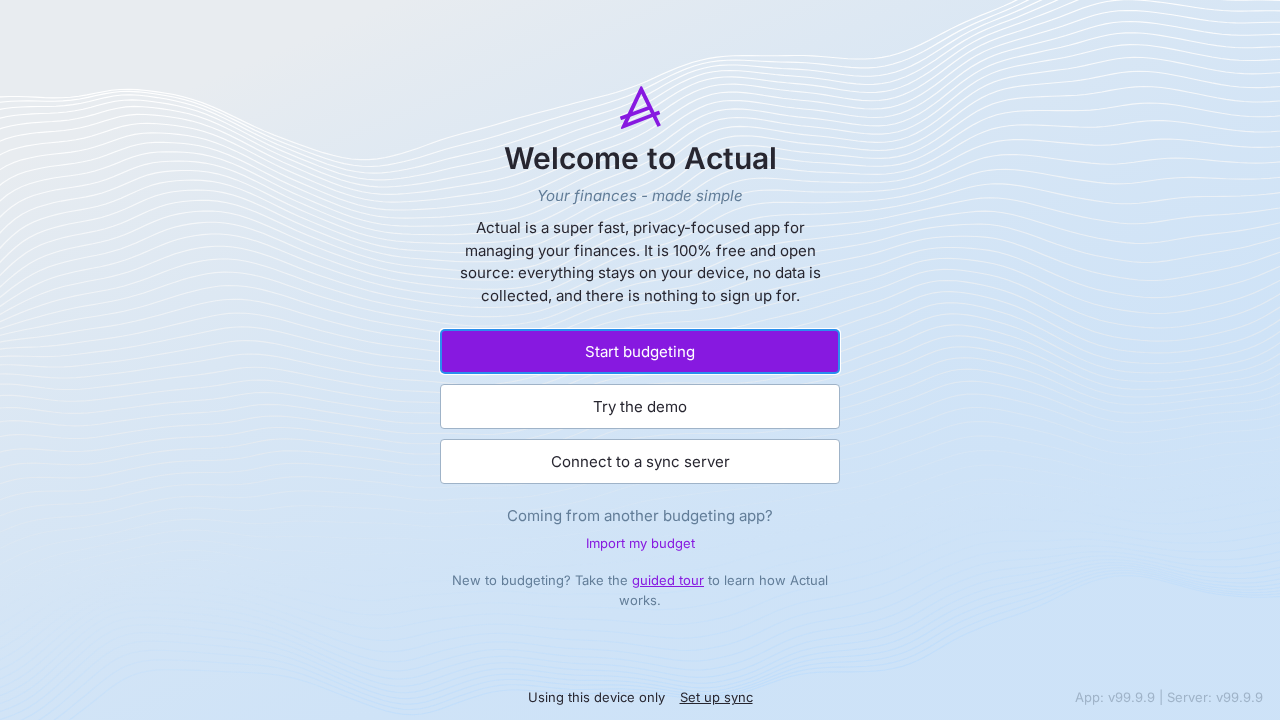 Welcome to Actual
Your finances - made simple
Actual is a super fast, privacy-focused app for
managing your finances. It is 100% free and open
source: everything stays on your device, no data is
collected, and there is nothing to sign up for.
Start budgeting
Try the demo
Connect to a sync server
Coming from another budgeting app?
Import my budget
New to budgeting? Take the guided tour to learn how Actual
works.
Using this device only Set up sync
App: v99.9.9 | Server: v99.9.9